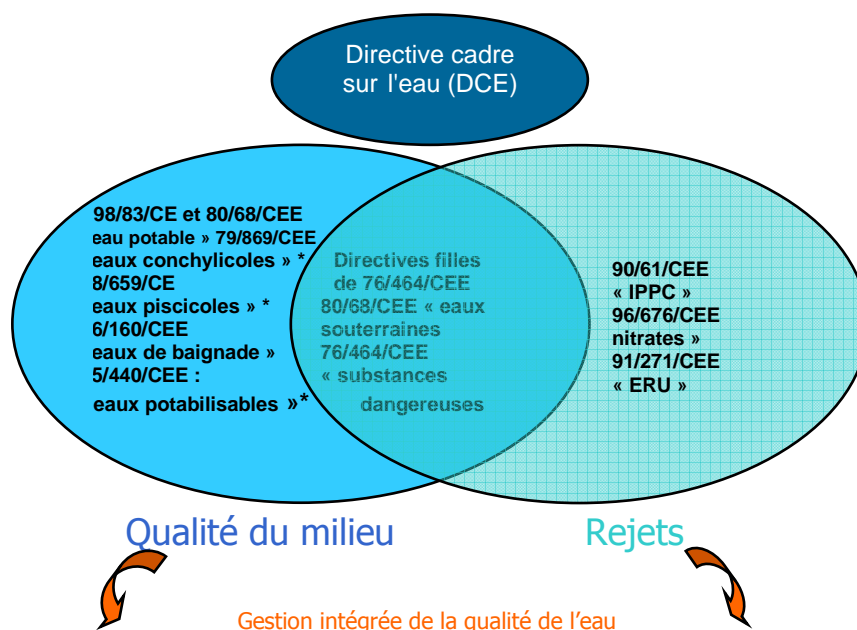 Directive cadre
sur l'eau (DCE)
98/83/CE et 80/68/CEE
eau potable » 79/869/CEE
eaux conchylicoles » *
8/659/CE
eaux piscicoles » *
6/160/CEE
eaux de baignade »
5/440/CEE :
eaux potabilisables »*
Directives filles
de 76/464/CEE
80/68/CEE « eaux
souterraines
76/464/CEE
« substances
dangereuses
90/61/CEE
« IPPC »
96/676/CEE
nitrates »
91/271/CEE
« ERU »
Qualité du milieu
Rejets
Gestion intégrée de la qualité de l'eau